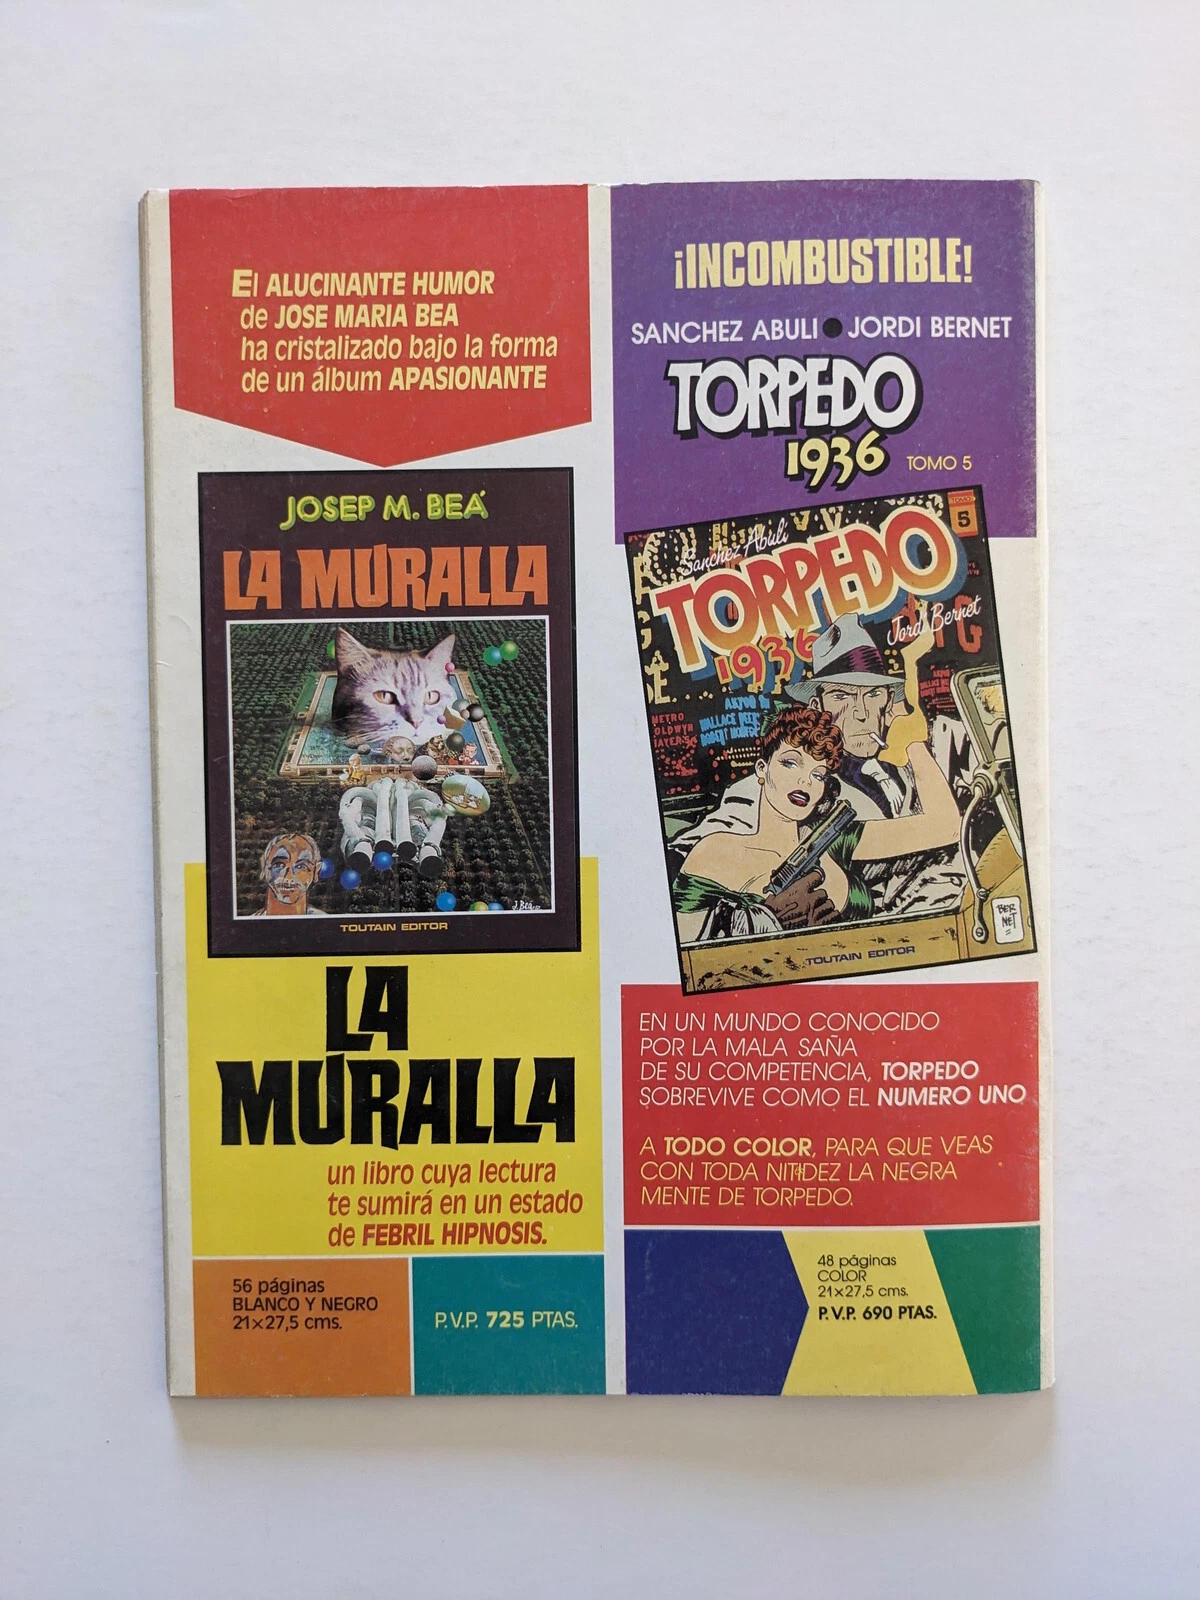 El ALUCINANTE HUMOR
de JOSE MARIA BEA
ha cristalizado bajo la forma
de un álbum APASIONANTE
JOSEP M. BEÁ
LA MURALLA
J. Beá
TOUTAIN EDITOR
LA
MURALLA
un libro cuya lectura
te sumirá en un estado
de FEBRIL HIPNOSIS.
56 páginas
BLANCO Y NEGRO
21×27,5 cms.
P.V.P. 725 PTAS.
¡INCOMBUSTIBLE!
SANCHEZ ABULI ● JORDI BERNET
TORPEDO
1936
TOMO 5
TOMO
5
Sanchez Abuli
TORPEDO
1936
Jordi Bernet
METRO
OLDWYN
MAYER'S
BERNET
TOUTAIN EDITOR
EN UN MUNDO CONOCIDO
POR LA MALA SAÑA
DE SU COMPETENCIA, TORPEDO
SOBREVIVE COMO EL NUMERO UNO
A TODO COLOR, PARA QUE VEAS
CON TODA NITIDEZ LA NEGRA
MENTE DE TORPEDO.
48 páginas
COLOR
21×27,5 cms.
P.V.P. 690 PTAS.